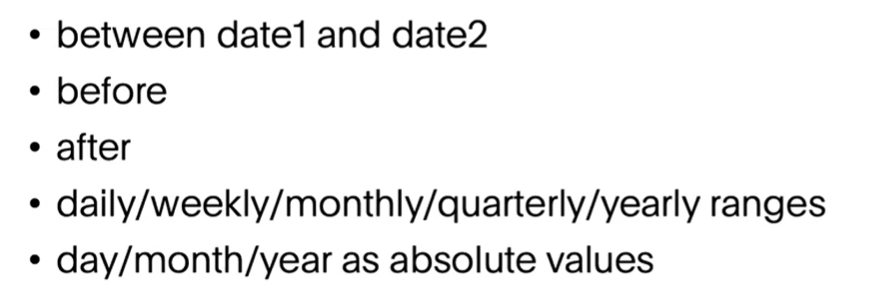 • between date1 and date2
• before
• after
• daily/weekly/monthly/quarterly/yearly ranges
• day/month/year as absolute values